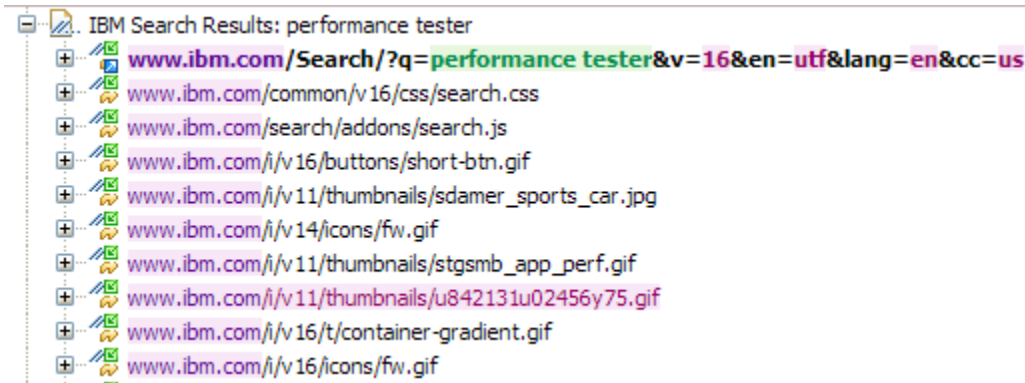 IBM Search Results: performance tester
www.ibm.com/Search/?q=performance tester&v=16&en=utf&lang=en&cc=us
www.ibm.com/common/v16/css/search.css
www.ibm.com/search/addons/search.js
www.ibm.com/i/v16/buttons/short-btn.gif
www.ibm.com/i/v11/thumbnails/sdamer_sports_car.jpg
www.ibm.com/i/v14/icons/fw.gif
www.ibm.com/i/v11/thumbnails/stgsmb_app_perf.gif
www.ibm.com/i/v11/thumbnails/u842131u02456y75.gif
www.ibm.com/i/v16/t/container-gradient.gif
www.ibm.com/i/v16/icons/fw.gif